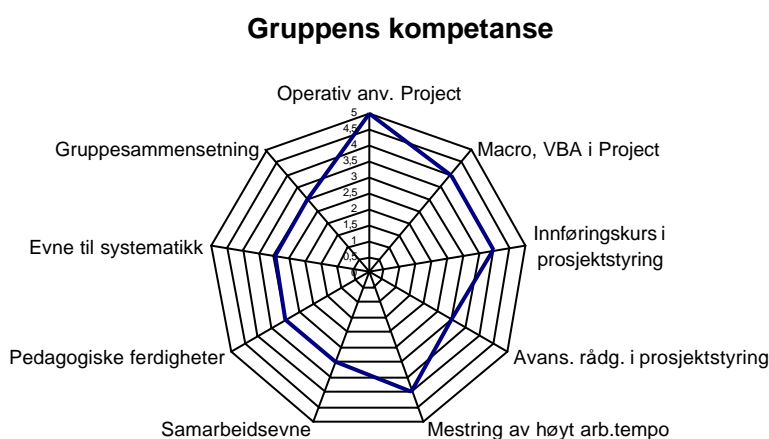 Gruppens kompetanse
Operativ anv. Project
5
4,5
4
3,5
3
2,5
2
1,5
1
0,5
0
Gruppesammensetning
Macro, VBA i Project
Evne til systematikk
Innføringskurs i
prosjektstyring
Pedagogiske ferdigheter
Avans. rådg. i prosjektstyring
Samarbeidsevne
Mestring av høyt arb.tempo